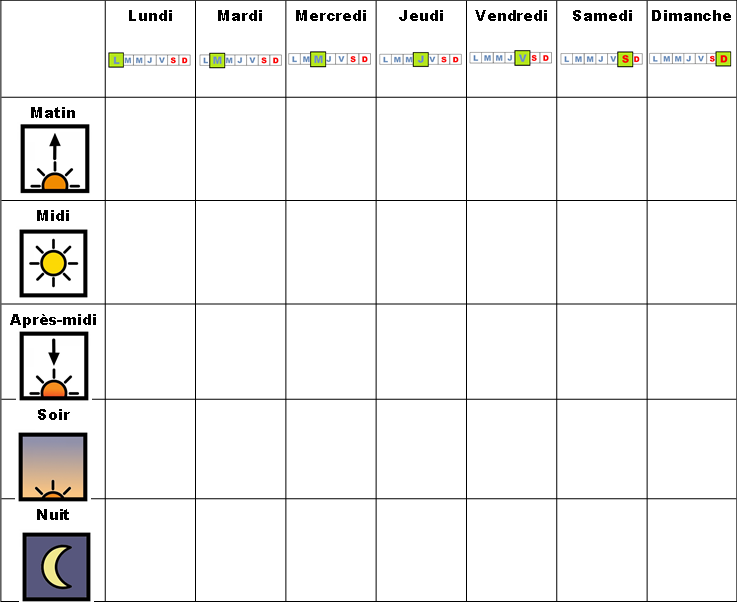 Lundi Mardi Mercredi Jeudi Vendredi Samedi Dimanche
L M M J V S D L M M J V S D L M M J V S D L M M J V S D L M M J V S D L M M J V S D L M M J V S D
Matin
Midi
Après-midi
Soir
Nuit